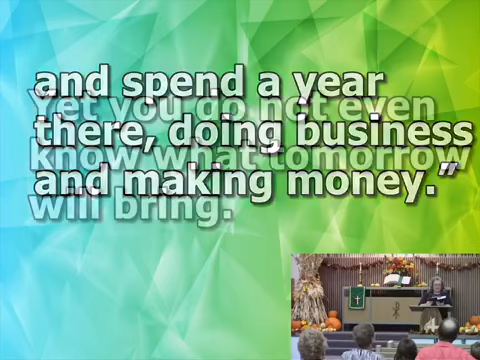 and spend a year
there, doing business
and making money.”
Yet you do not even
know what tomorrow
will bring.